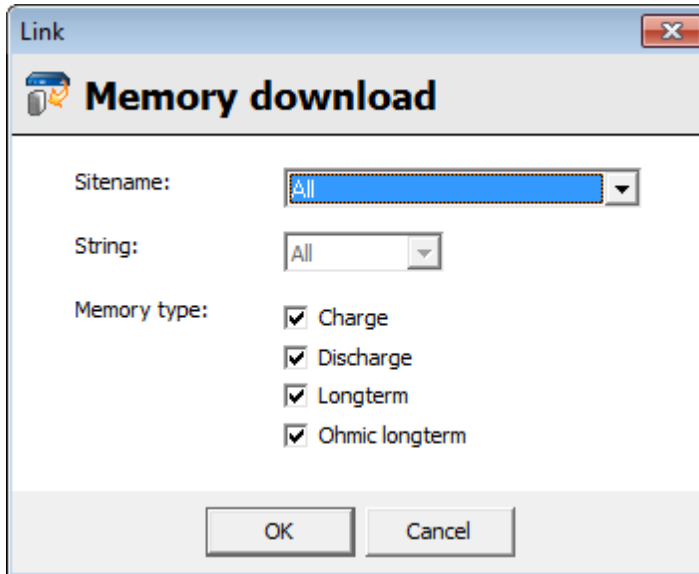 Link
Memory download
Sitename: All
String: All
Memory type: Charge
Discharge
Longterm
Ohmic longterm
OK Cancel